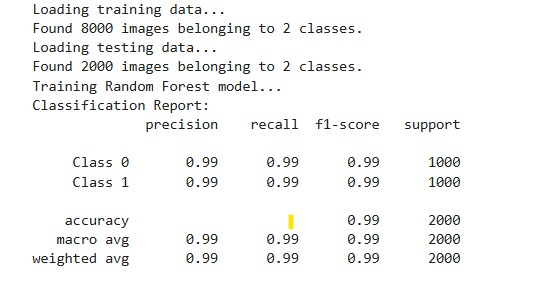 Loading training data...
Found 8000 images belonging to 2 classes.
Loading testing data...
Found 2000 images belonging to 2 classes.
Training Random Forest model...
Classification Report:
precision recall f1-score support
Class 0 0.99 0.99 0.99 1000
Class 1 0.99 0.99 0.99 1000
accuracy 0.99 2000
macro avg 0.99 0.99 0.99 2000
weighted avg 0.99 0.99 0.99 2000